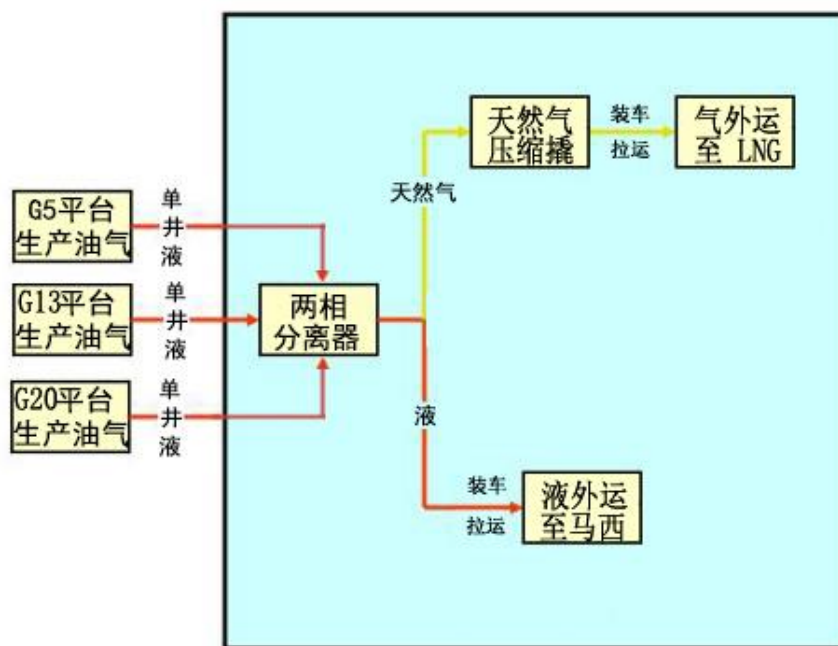 天然气
压缩撬
装车
拉运
气外运
至 LNG
天然气
G5平台
生产油气
单
井
液
G13平台
生产油气
单
井
液
两相
分离器
G20平台
生产油气
单
井
液
液
装车
拉运
液外运
至马西